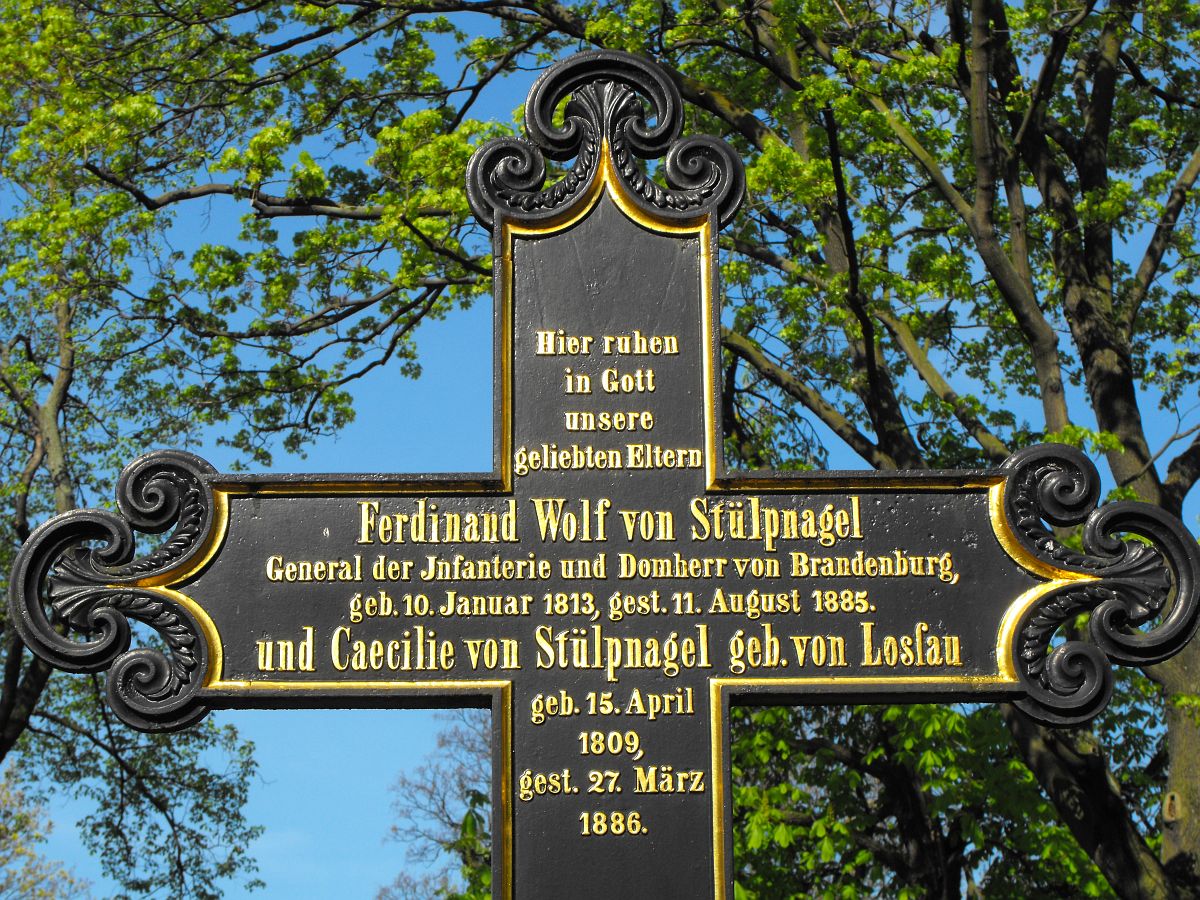 Hier ruhen
in Gott
unsere
geliebten Eltern
Ferdinand Wolf von Stülpnagel
General der Jnfanterie und Domherr von Brandenburg,
geb. 10. Januar 1813, gest. 11. August 1885.
und Caecilie von Stülpnagel geb. von Losſau
geb. 15. April
1809,
gest. 27. März
1886.